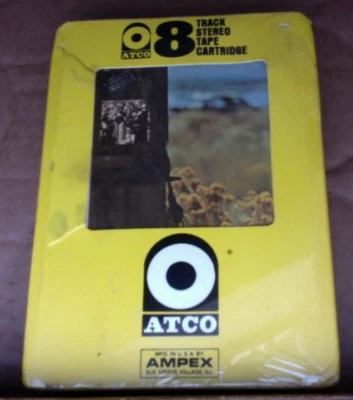 8
TRACK
STEREO
TAPE
CARTRIDGE
ATCO
ATCO
®
MFD. IN U.S.A. BY
AMPEX
ELK GROVE VILLAGE, ILL.